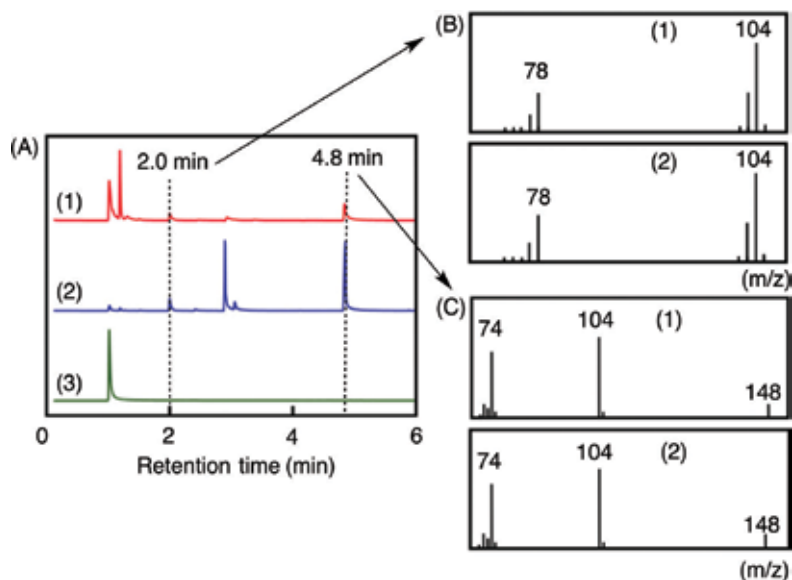 (A)
2.0 min
4.8 min
(1)
(2)
(3)
0
2
4
6
Retention time (min)
(B)
(1)
104
78
(2)
104
78
(m/z)
(C)
(1)
74
104
148
(2)
74
104
148
(m/z)